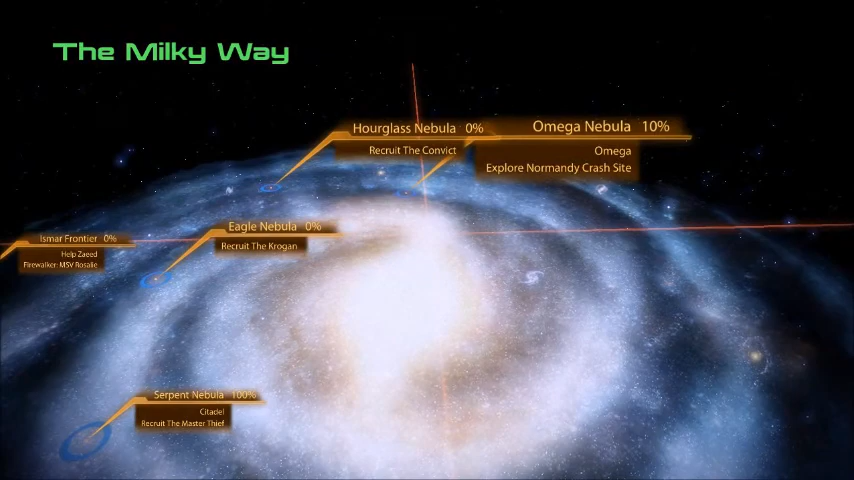 The Milky Way
Hourglass Nebula 0%
Recruit The Convict
Omega Nebula 10%
Omega
Explore Normandy Crash Site
Eagle Nebula 0%
Recruit The Krogan
Ismar Frontier 0%
Help Zaeed
Firewalker: MSV Rosalie
Serpent Nebula 100%
Citadel
Recruit The Master Thief